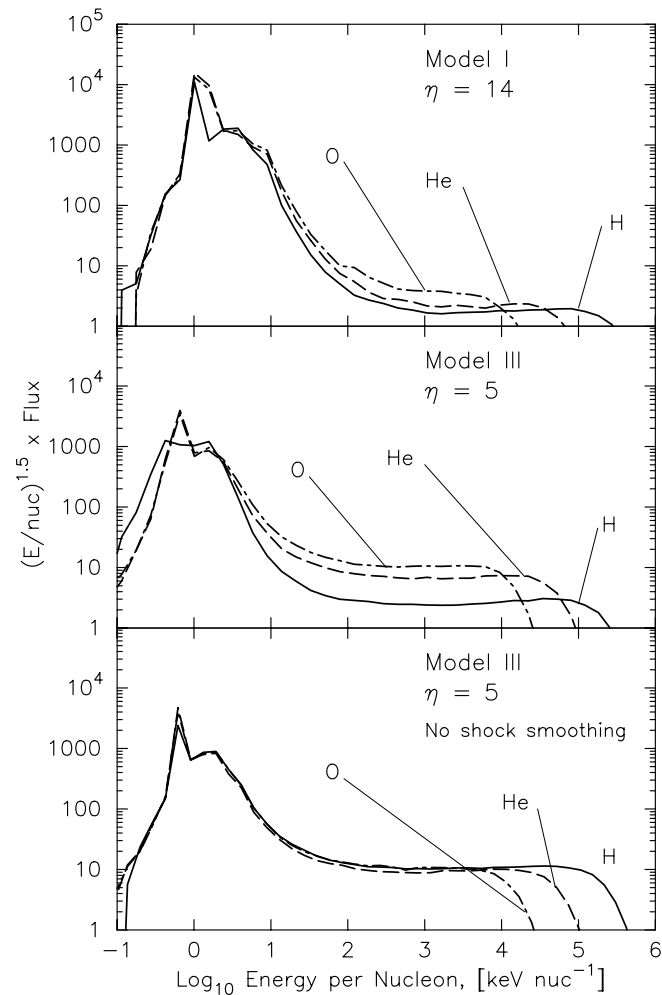 10^5
10^4
1000
100
10
1
Model I
η = 14
O
He
H
10^4
1000
100
10
1
Model III
η = 5
O
He
H
10^4
1000
100
10
1
Model III
η = 5
No shock smoothing
O
He
H
(E/nuc)^1.5 x Flux
−1 0 1 2 3 4 5 6
Log_10 Energy per Nucleon, [keV nuc^−1]